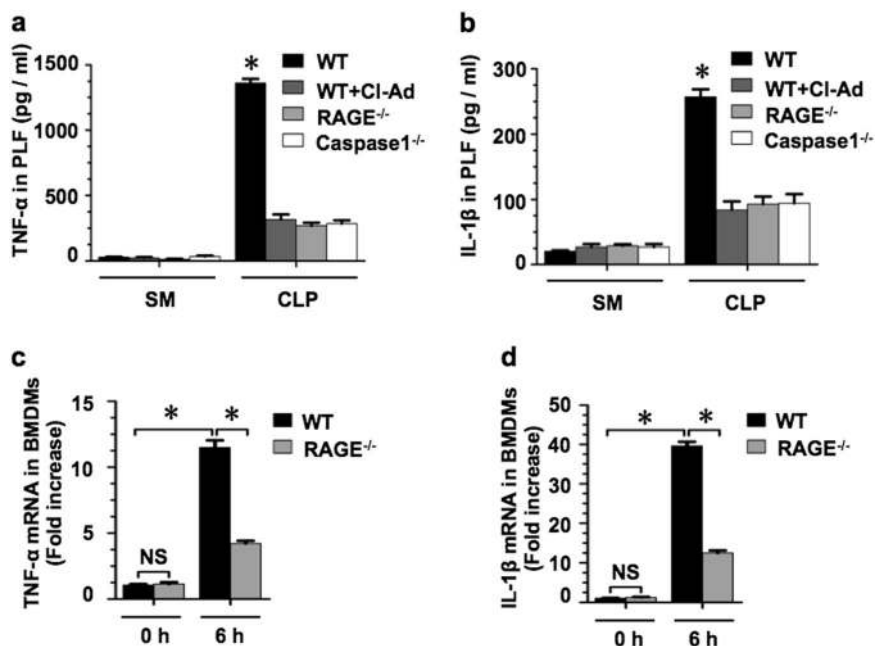 a
TNF-α in PLF (pg / ml)
1500
1000
500
0
*
WT
WT+Cl-Ad
RAGE-/-
Caspase1-/-
SM CLP
b
IL-1β in PLF (pg / ml)
300
200
100
0
*
WT
WT+Cl-Ad
RAGE-/-
Caspase1-/-
SM CLP
c
TNF-α mRNA in BMDMs
(Fold increase)
15
10
5
0
* *
NS
WT
RAGE-/-
0 h 6 h
d
IL-1β mRNA in BMDMs
(Fold increase)
50
40
30
20
10
0
* *
NS
WT
RAGE-/-
0 h 6 h